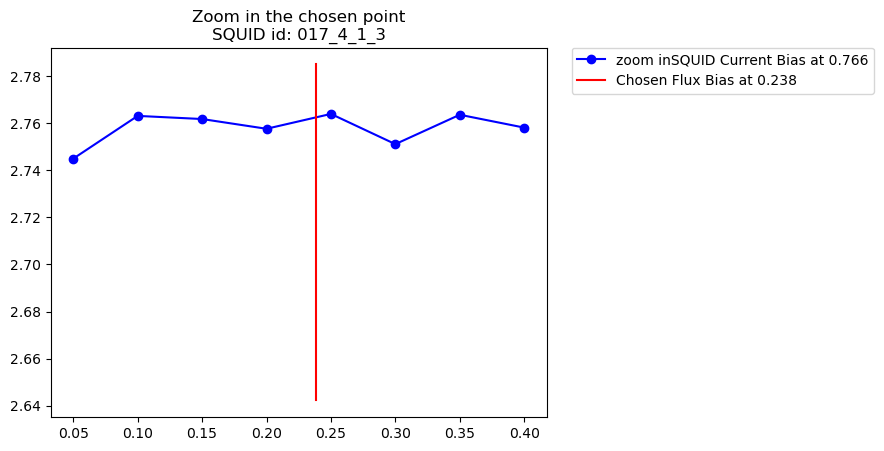 Zoom in the chosen point
SQUID id: 017_4_1_3
zoom inSQUID Current Bias at 0.766
Chosen Flux Bias at 0.238
2.78
2.76
2.74
2.72
2.70
2.68
2.66
2.64
0.05 0.10 0.15 0.20 0.25 0.30 0.35 0.40